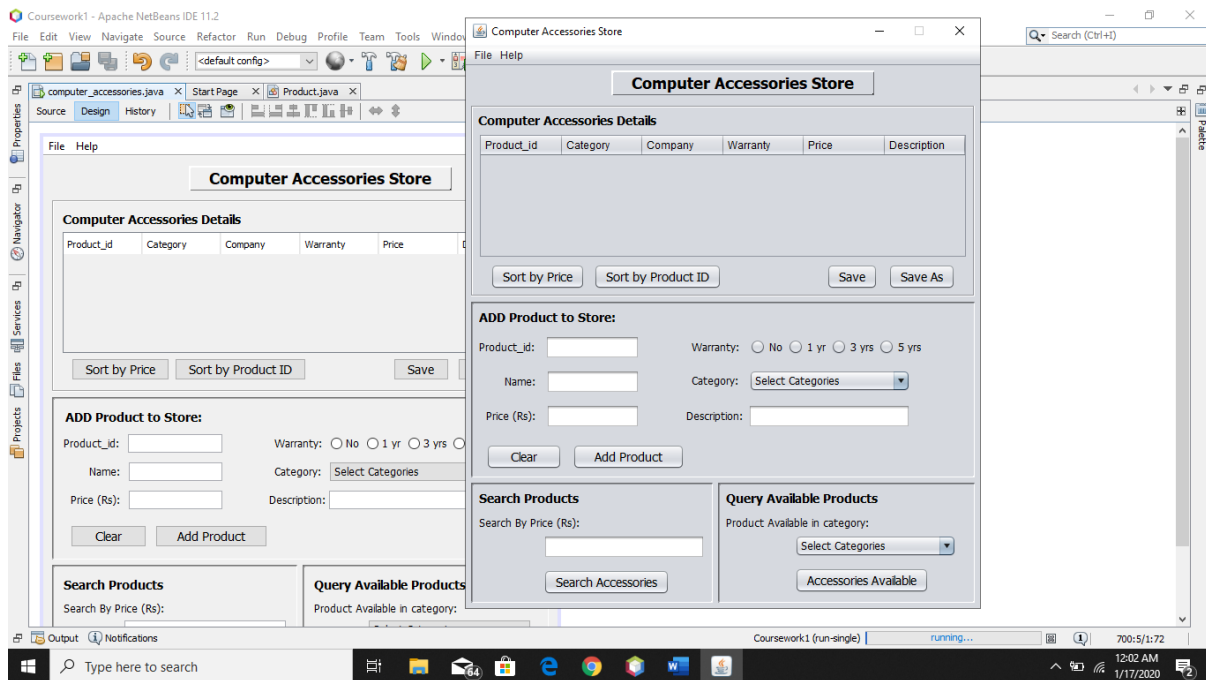 Coursework1 - Apache NetBeans IDE 11.2
File Edit View Navigate Source Refactor Run Debug Profile Team Tools Window
Search (Ctrl+I)
<default config>
computer_accessories.java Start Page Product.java
Source Design History
Properties
Navigator
Services
Files
Projects
Palette
File Help
Computer Accessories Store
Computer Accessories Details
Product_id Category Company Warranty Price
Sort by Price Sort by Product ID Save
ADD Product to Store:
Product_id: Warranty: No 1 yr 3 yrs
Name: Category: Select Categories
Price (Rs): Description:
Clear Add Product
Search Products Query Available Products
Search By Price (Rs): Product Available in category:
Computer Accessories Store
File Help
Computer Accessories Store
Computer Accessories Details
Product_id Category Company Warranty Price Description
Sort by Price Sort by Product ID Save Save As
ADD Product to Store:
Product_id: Warranty: No 1 yr 3 yrs 5 yrs
Name: Category: Select Categories
Price (Rs): Description:
Clear Add Product
Search Products Query Available Products
Search By Price (Rs): Product Available in category:
Select Categories
Search Accessories Accessories Available
Output Notifications
Coursework1 (run-single) running... 1 700:5/1:72
Type here to search
64
12:02 AM
1/17/2020
2